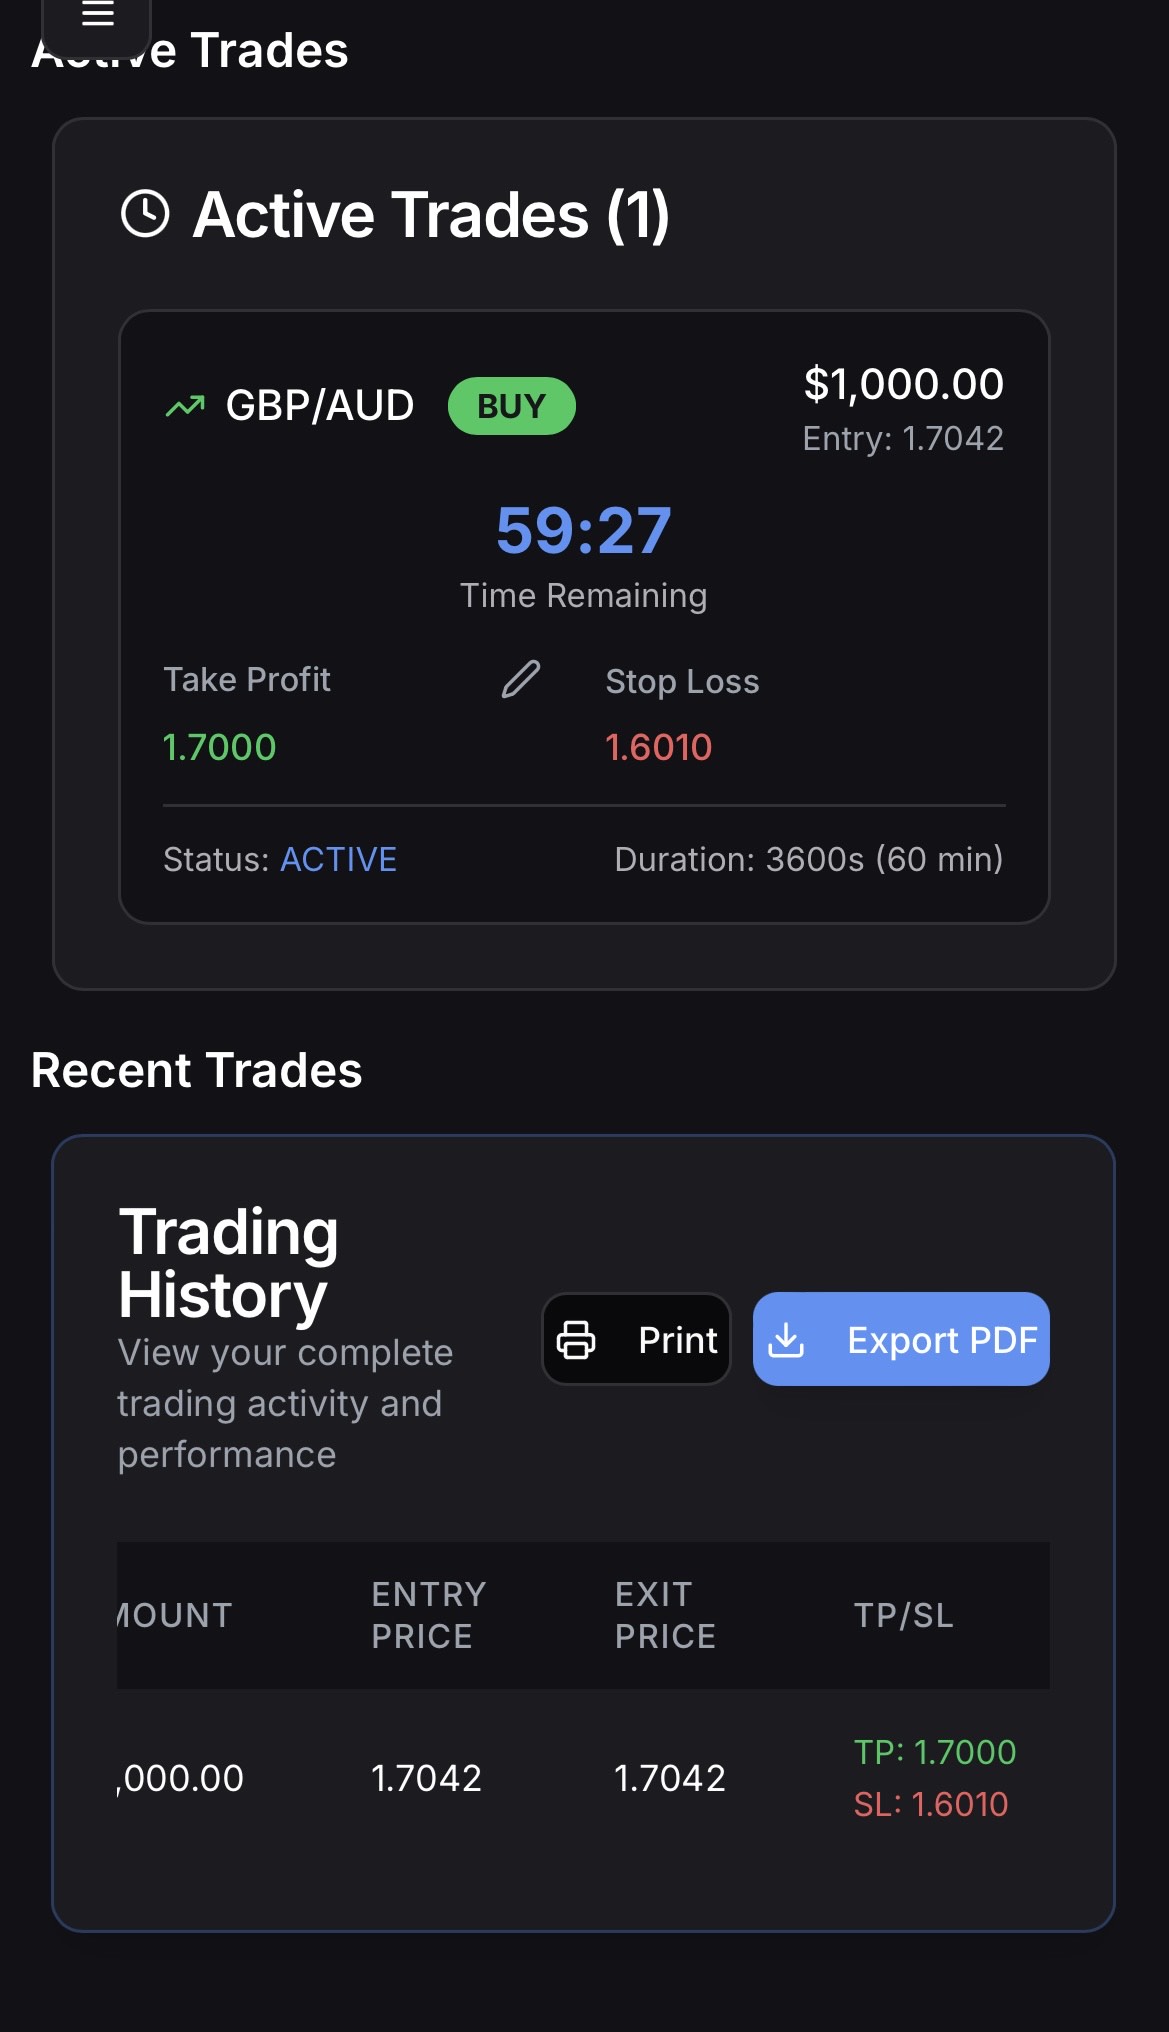 Active Trades
Active Trades (1)
GBP/AUD BUY $1,000.00
Entry: 1.7042
59:27
Time Remaining
Take Profit Stop Loss
1.7000 1.6010
Status: ACTIVE Duration: 3600s (60 min)
Recent Trades
Trading
History
View your complete
trading activity and
performance
Print Export PDF
MOUNT ENTRY PRICE EXIT PRICE TP/SL
,000.00 1.7042 1.7042 TP: 1.7000
SL: 1.6010